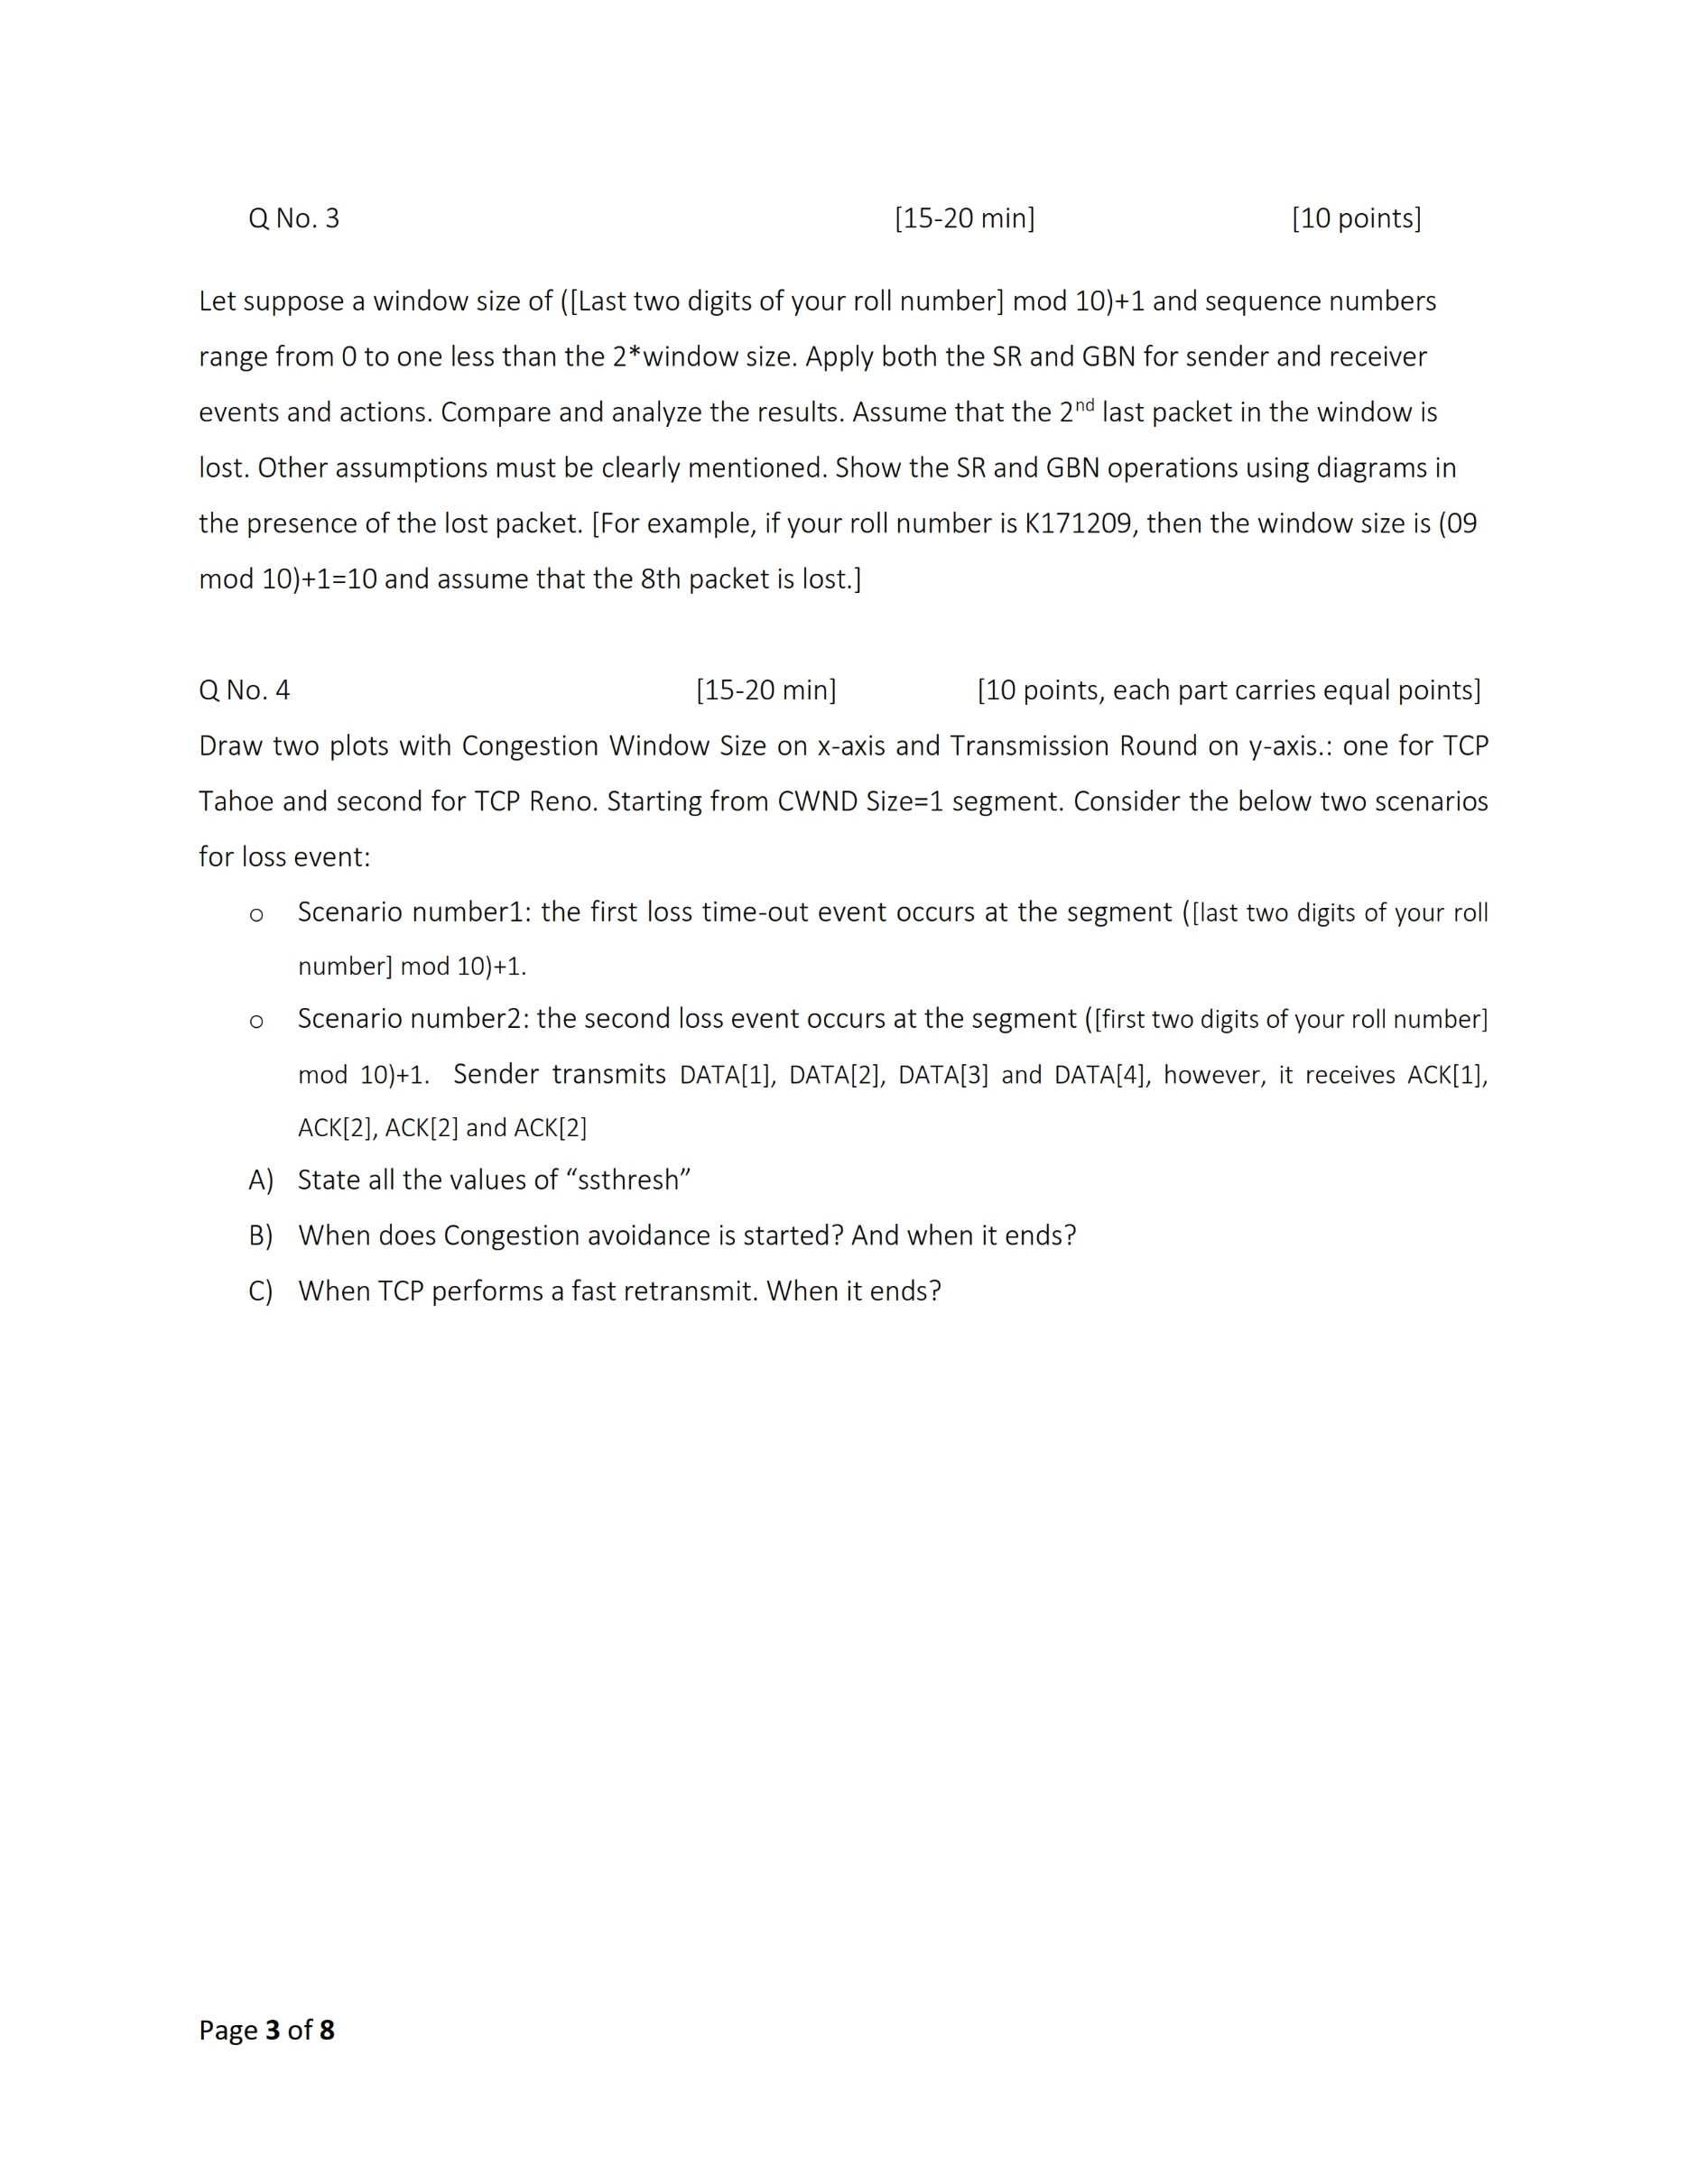 Q No. 3 [15-20 min] [10 points]
Let suppose a window size of ([Last two digits of your roll number] mod 10)+1 and sequence numbers
range from 0 to one less than the 2*window size. Apply both the SR and GBN for sender and receiver
events and actions. Compare and analyze the results. Assume that the 2nd last packet in the window is
lost. Other assumptions must be clearly mentioned. Show the SR and GBN operations using diagrams in
the presence of the lost packet. [For example, if your roll number is K171209, then the window size is (09
mod 10)+1=10 and assume that the 8th packet is lost.]
Q No. 4 [15-20 min] [10 points, each part carries equal points]
Draw two plots with Congestion Window Size on x-axis and Transmission Round on y-axis.: one for TCP
Tahoe and second for TCP Reno. Starting from CWND Size=1 segment. Consider the below two scenarios
for loss event:
o Scenario number1: the first loss time-out event occurs at the segment ([last two digits of your roll
number] mod 10)+1.
o Scenario number2: the second loss event occurs at the segment ([first two digits of your roll number]
mod 10)+1. Sender transmits DATA[1], DATA[2], DATA[3] and DATA[4], however, it receives ACK[1],
ACK[2], ACK[2] and ACK[2]
A) State all the values of “ssthresh”
B) When does Congestion avoidance is started? And when it ends?
C) When TCP performs a fast retransmit. When it ends?
Page 3 of 8